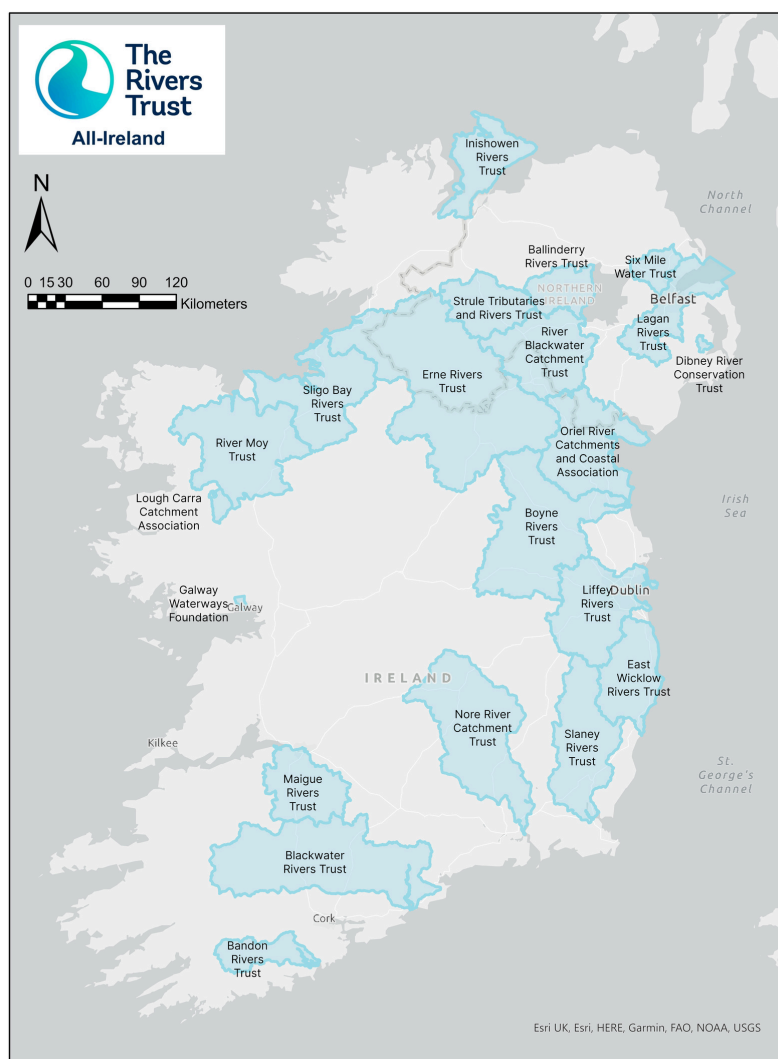 The
Rivers
Trust
All-Ireland
N
0 15 30 60 90 120
Kilometers
Inishowen
Rivers
Trust
North
Channel
Ballinderry
Rivers Trust
Six Mile
Water Trust
NORTHERN
IRELAND
Strule Tributaries
and Rivers Trust
Belfast
Lagan
Rivers
Trust
River
Blackwater
Catchment
Trust
Dibney River
Conservation
Trust
Erne Rivers
Trust
Sligo Bay
Rivers
Trust
River Moy
Trust
Oriel River
Catchments
and Coastal
Association
Lough Carra
Catchment
Association
Irish
Sea
Boyne
Rivers
Trust
Galway
Waterways
Foundation
Galway
Liffey
Rivers
Trust
Dublin
IRELAND
East
Wicklow
Rivers Trust
Nore River
Catchment
Trust
Slaney
Rivers
Trust
Kilkee
St.
George's
Channel
Maigue
Rivers
Trust
Blackwater
Rivers Trust
Cork
Bandon
Rivers
Trust
Esri UK, Esri, HERE, Garmin, FAO, NOAA, USGS